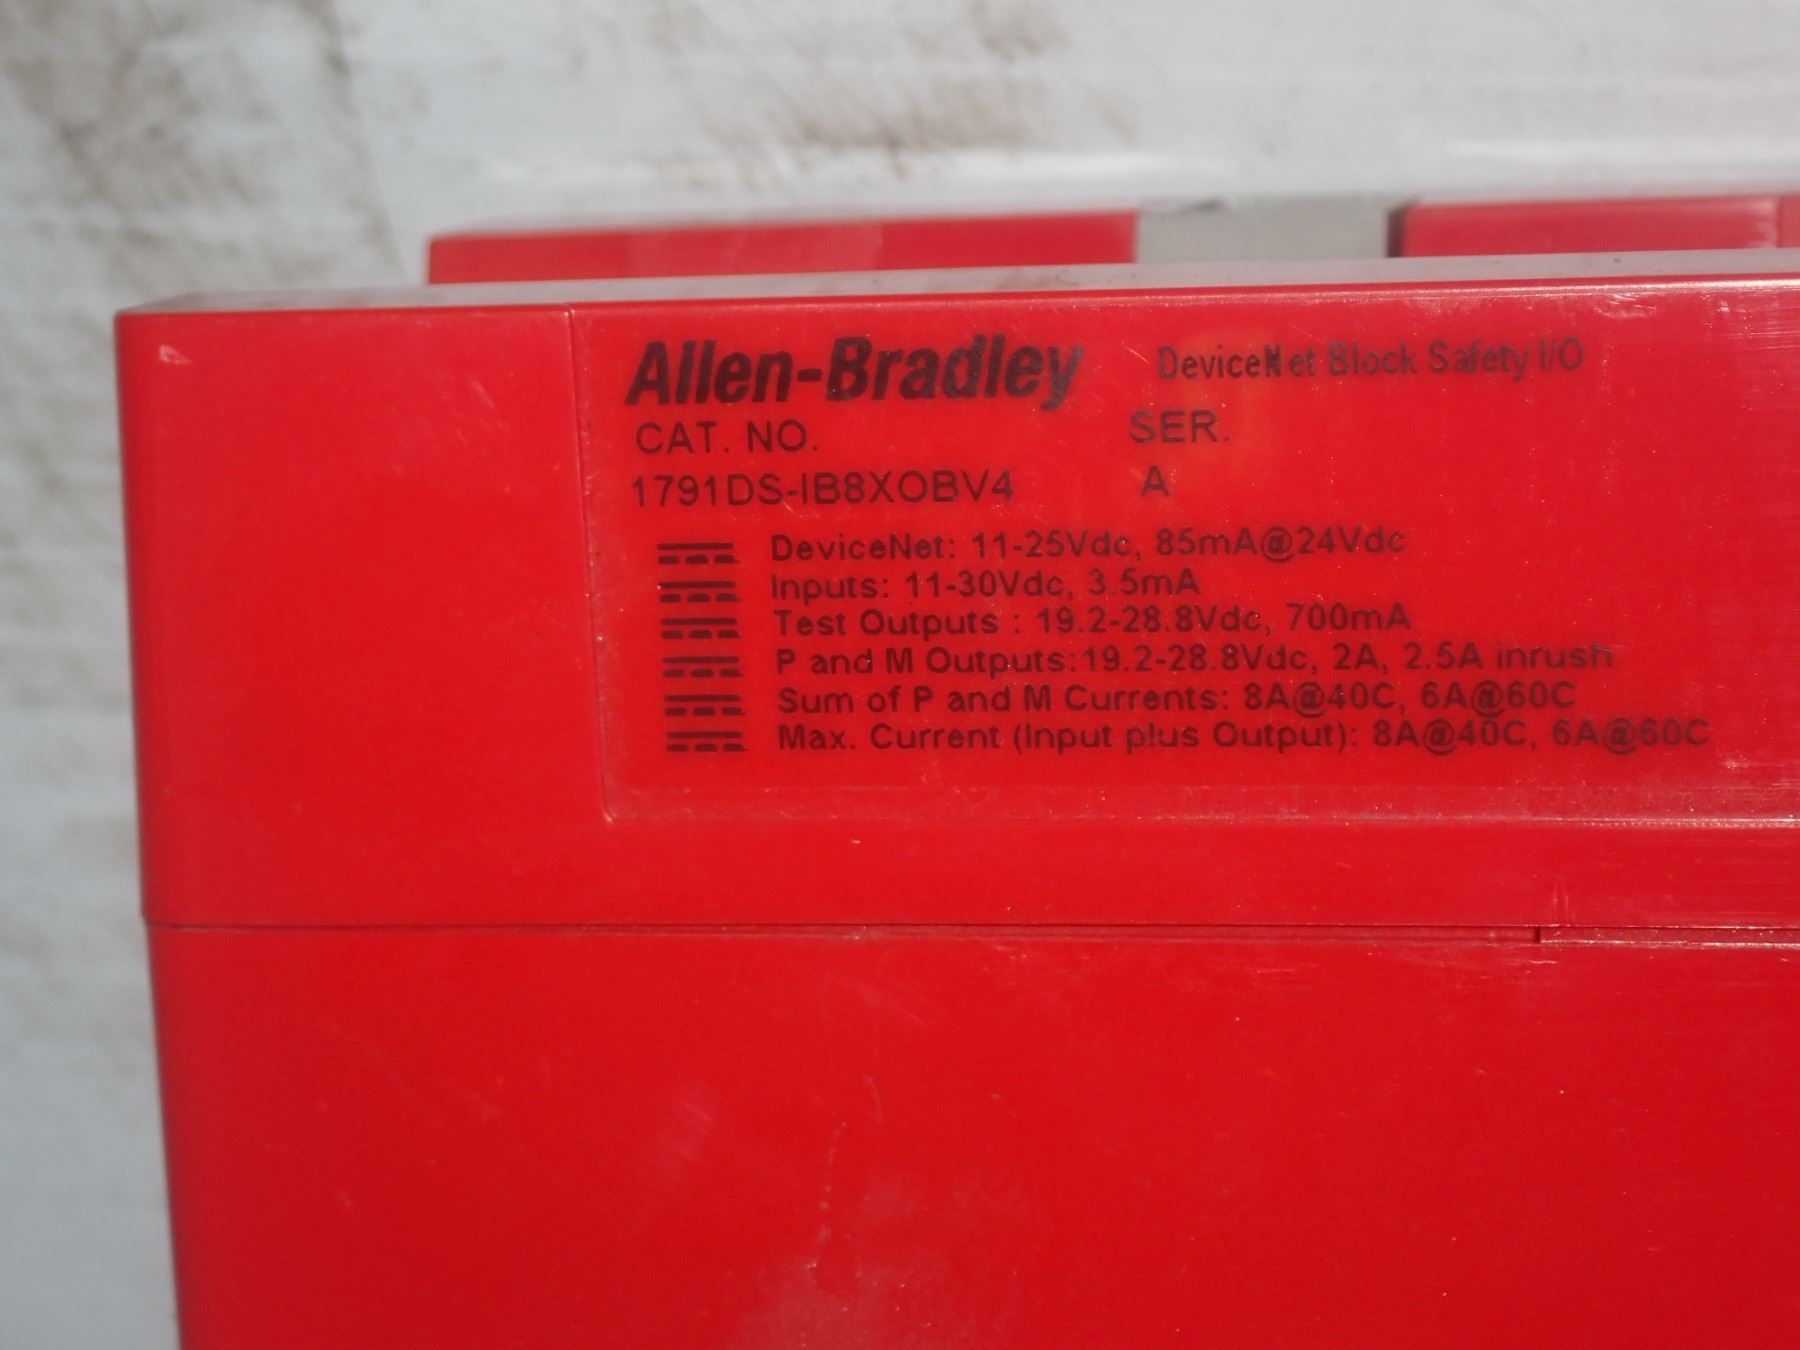 Allen-Bradley DeviceNet Block Safety I/O
CAT. NO. SER.
1791DS-IB8XOBV4 A
DeviceNet: 11-25Vdc, 85mA@24Vdc
Inputs: 11-30Vdc, 3.5mA
Test Outputs : 19.2-28.8Vdc, 700mA
P and M Outputs:19.2-28.8Vdc, 2A, 2.5A inrush
Sum of P and M Currents: 8A@40C, 6A@60C
Max. Current (Input plus Output): 8A@40C, 6A@60C